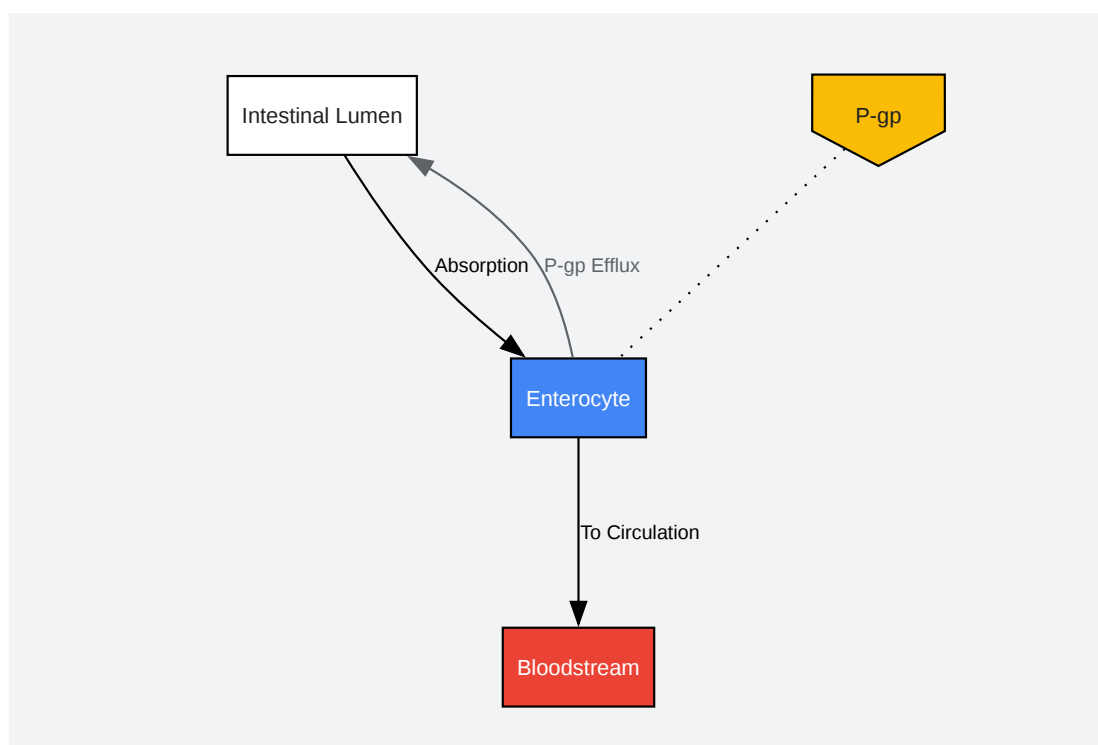 Intestinal Lumen
P-gp
Absorption
P-gp Efflux
Enterocyte
To Circulation
Bloodstream